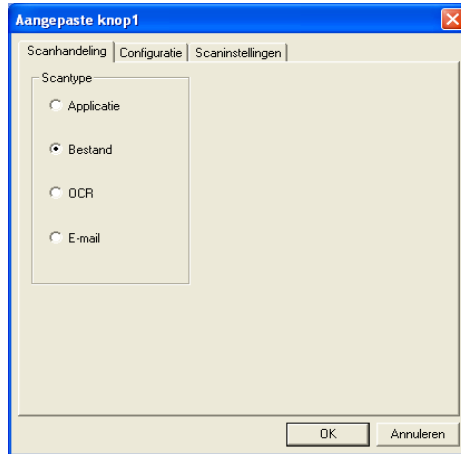 Aangepaste knop1
Scanhandeling Configuratie Scaninstellingen
Scantype
Applicatie
Bestand
OCR
E-mail
OK Annuleren